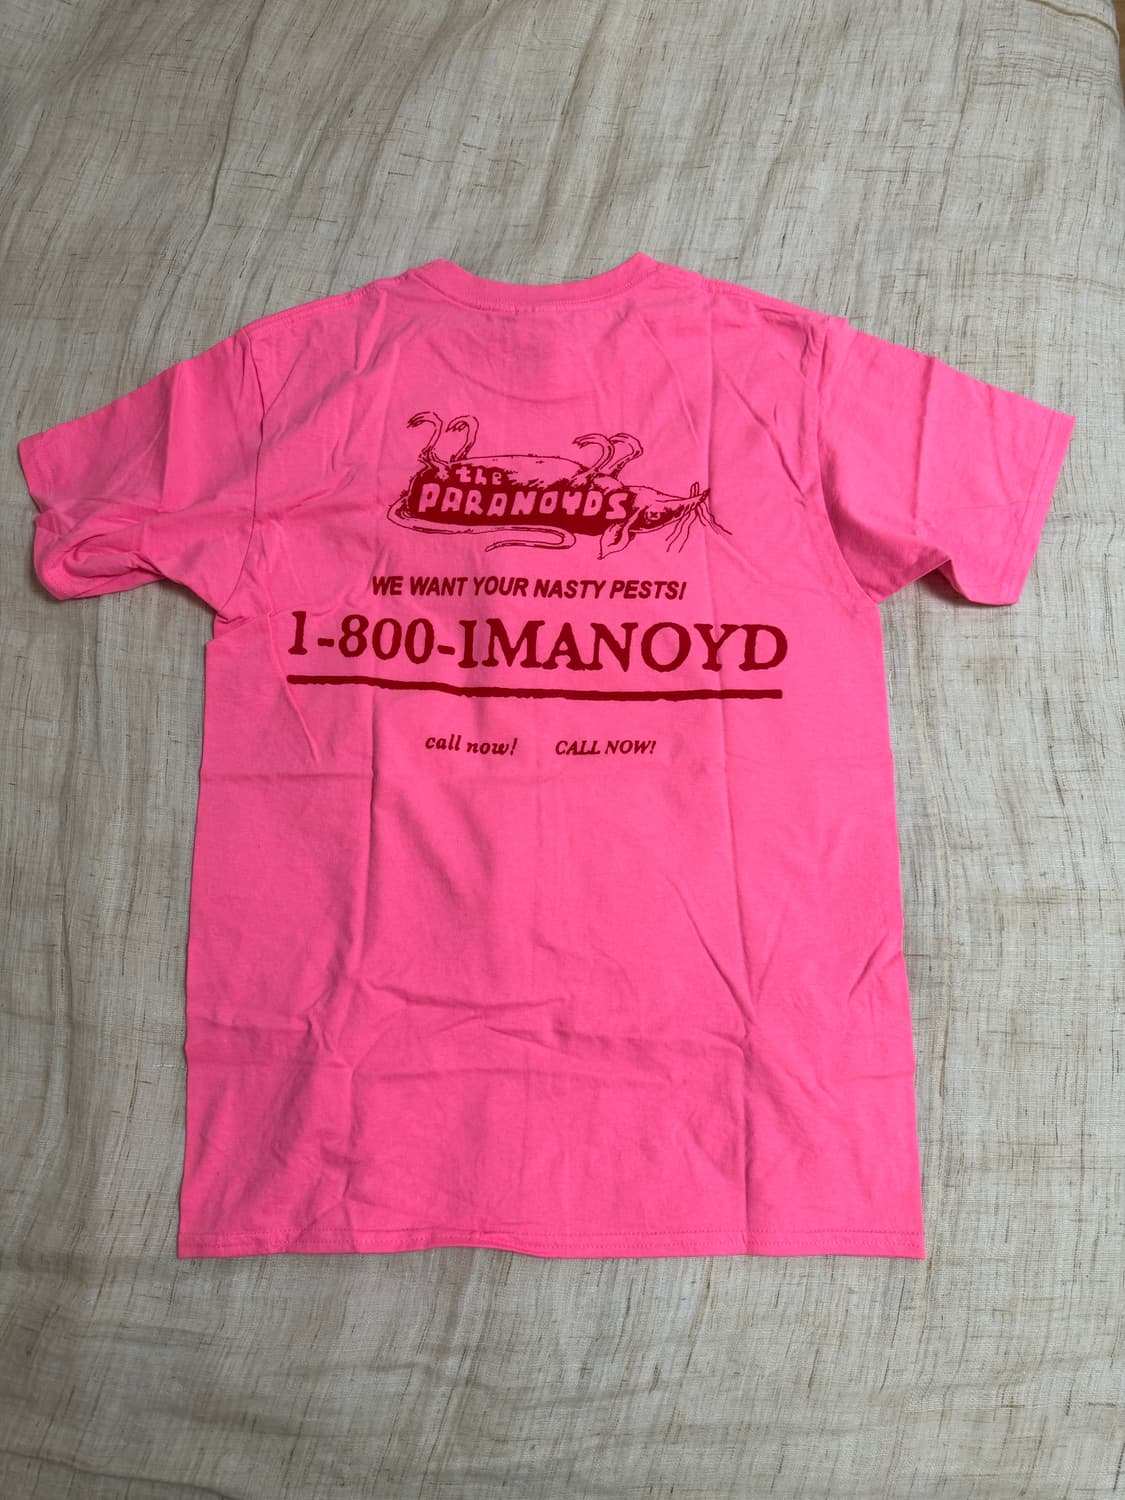 the
PARANOYDS
WE WANT YOUR NASTY PESTS!
1-800-IMANOYD
call now! CALL NOW!